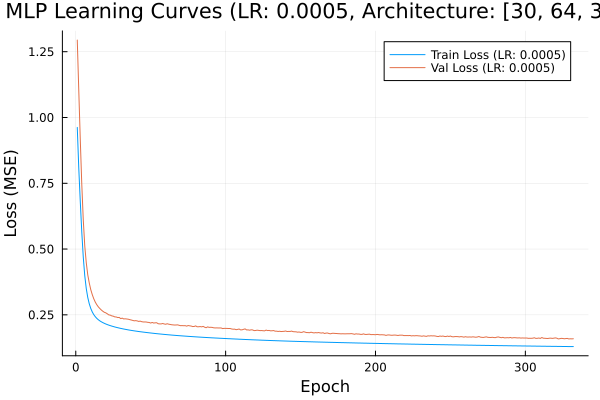 MLP Learning Curves (LR: 0.0005, Architecture: [30, 64, 3
Train Loss (LR: 0.0005)
Val Loss (LR: 0.0005)
Loss (MSE)
1.25
1.00
0.75
0.50
0.25
0
100
200
300
Epoch